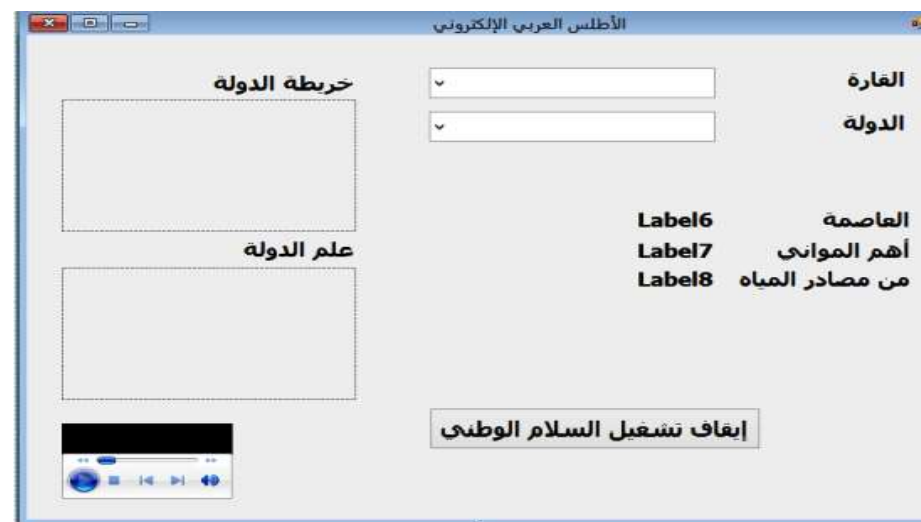 الأطلس العربي الإلكتروني
القارة
الدولة
خريطة الدولة
العاصمة Label6
أهم المواني Label7
من مصادر المياه Label8
علم الدولة
إيقاف تشغيل السلام الوطني